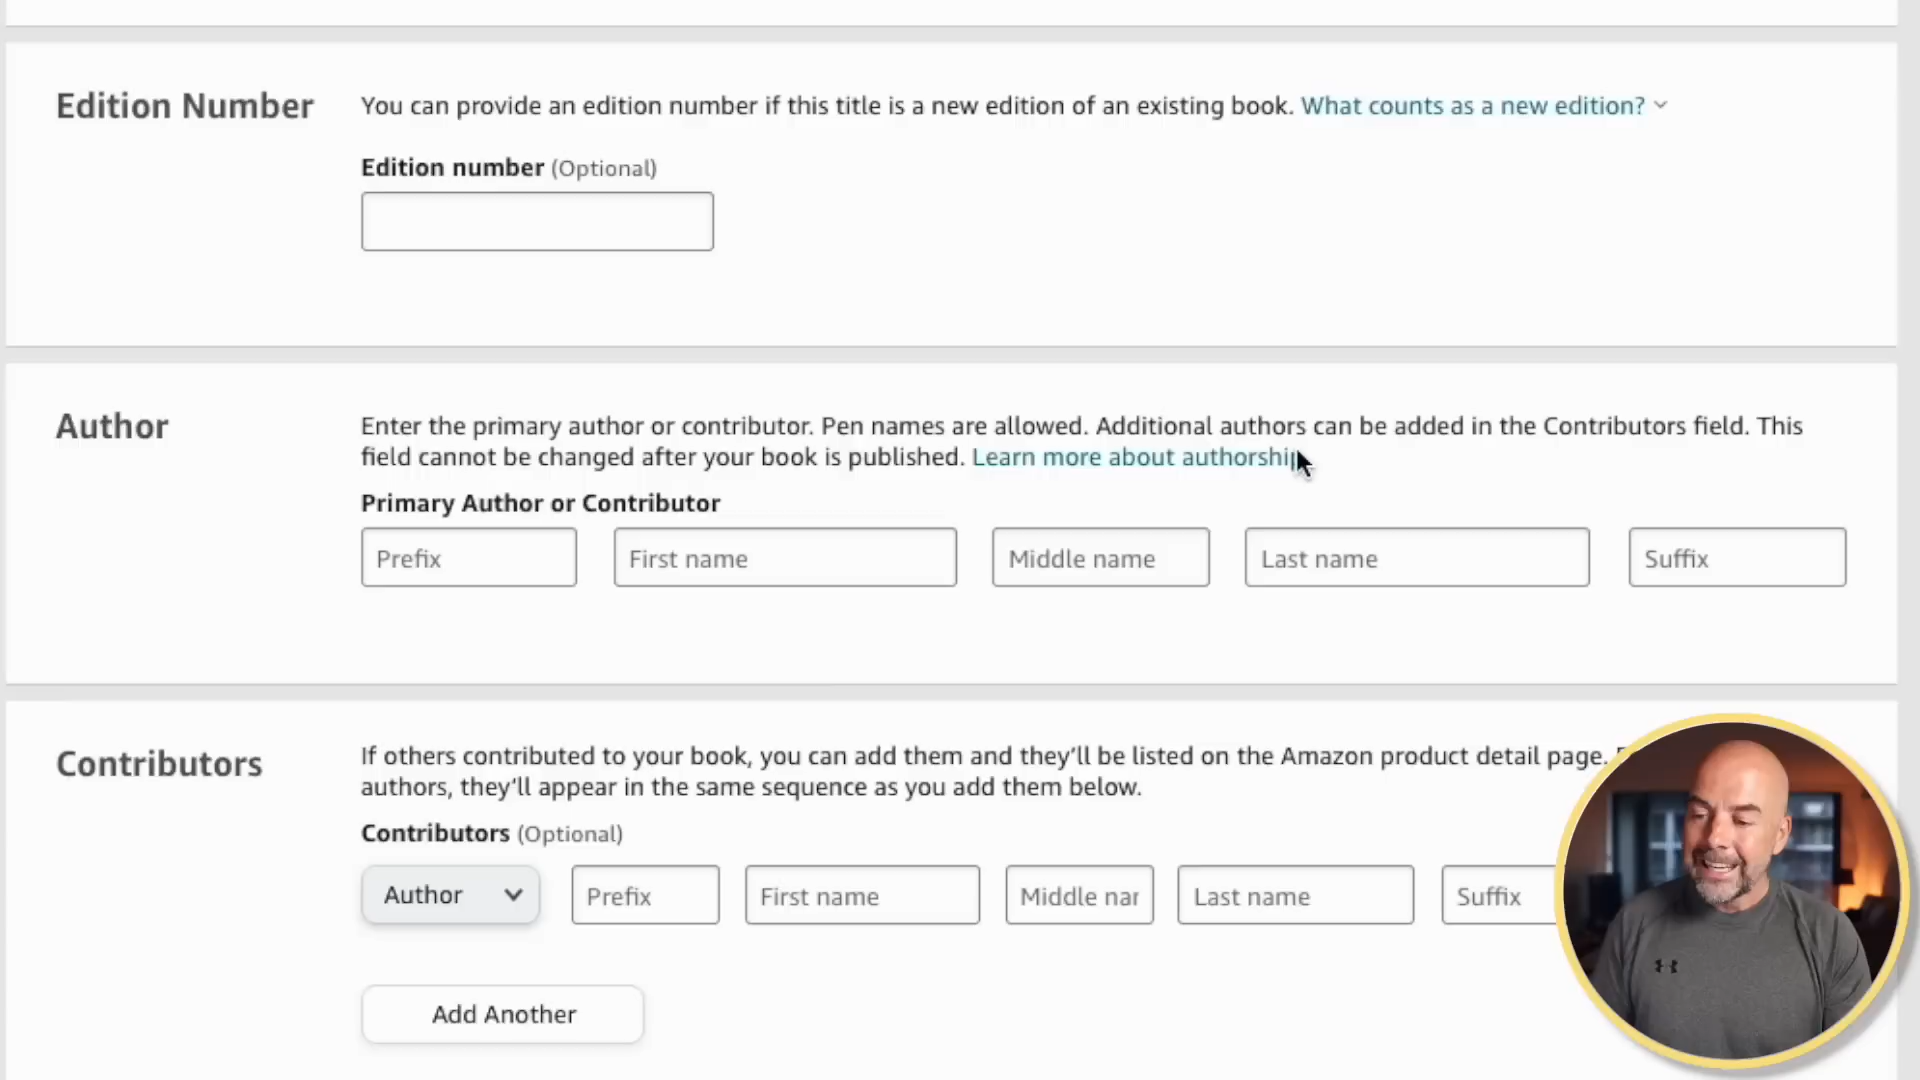 Edition Number
You can provide an edition number if this title is a new edition of an existing book. What counts as a new edition?
Edition number (Optional)
Author
Enter the primary author or contributor. Pen names are allowed. Additional authors can be added in the Contributors field. This
field cannot be changed after your book is published. Learn more about authorship
Primary Author or Contributor
Prefix First name Middle name Last name Suffix
Contributors
If others contributed to your book, you can add them and they'll be listed on the Amazon product detail page.
authors, they'll appear in the same sequence as you add them below.
Contributors (Optional)
Author Prefix First name Middle nar Last name Suffix
Add Another